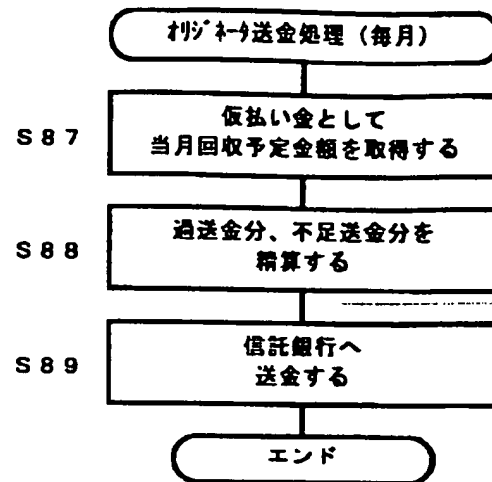 オリジネータ送金処理（毎月）
S87
仮払い金として
当月回収予定金額を取得する
S88
過送金分、不足送金分を
精算する
S89
信託銀行へ
送金する
エンド